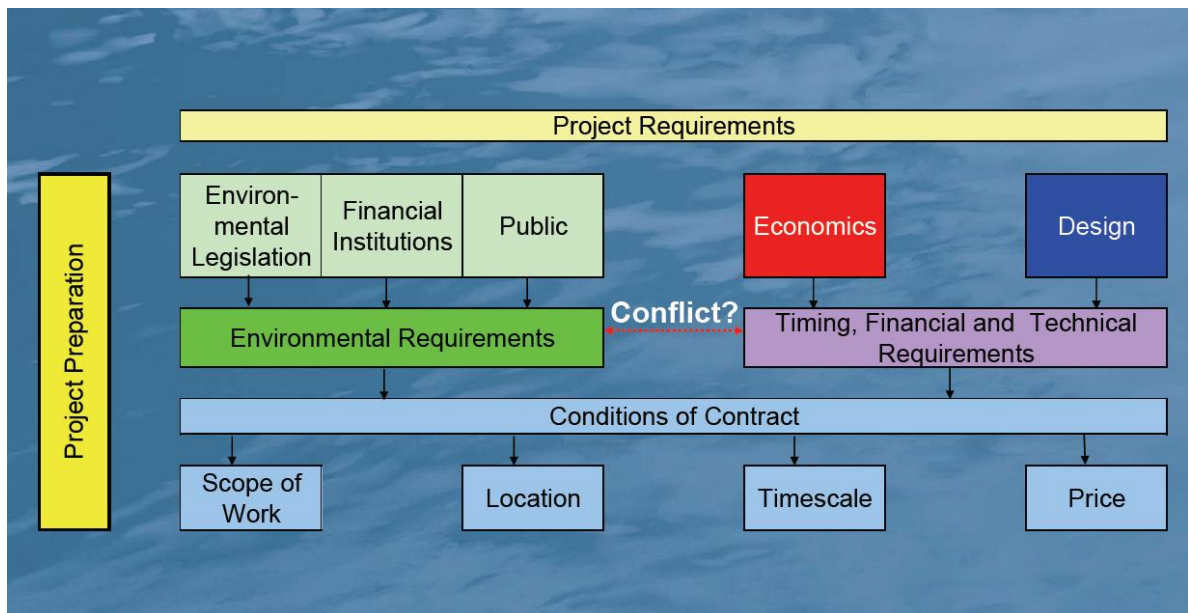 Project Requirements
Project Preparation
Environ-
mental
Legislation
Financial
Institutions
Public
Economics
Design
Environmental Requirements
Conflict?
Timing, Financial and Technical
Requirements
Conditions of Contract
Scope of
Work
Location
Timescale
Price